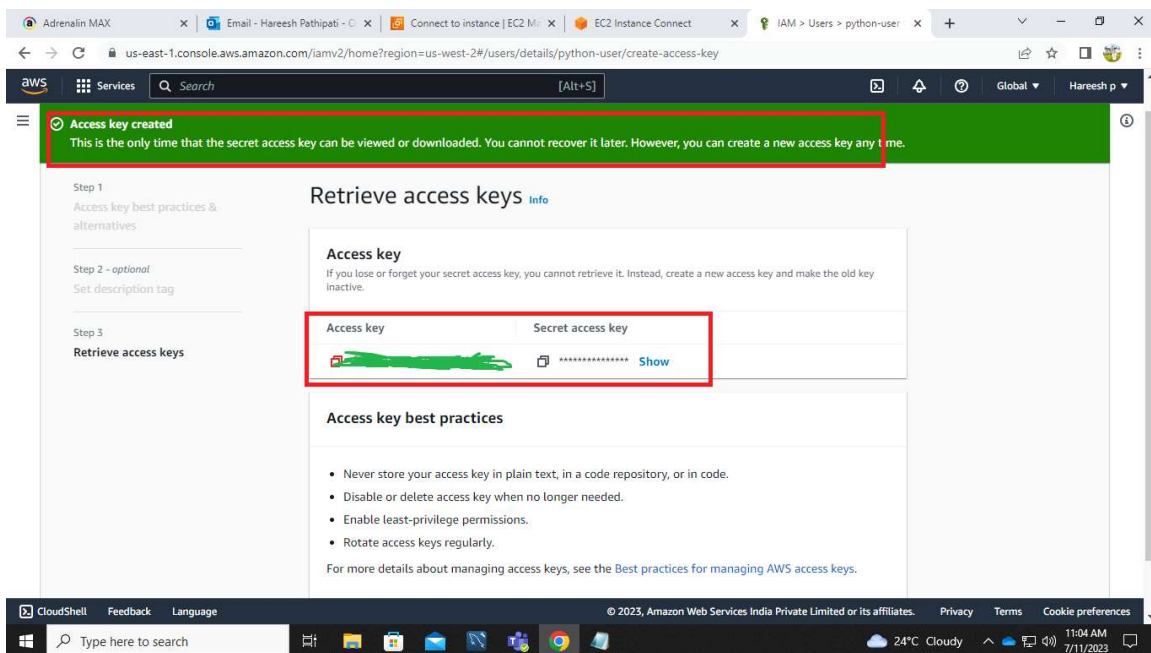 Adrenalin MAX
Email - Hareesh Pathipati - O
Connect to instance | EC2 Ma
EC2 Instance Connect
IAM > Users > python-user
us-east-1.console.aws.amazon.com/iamv2/home?region=us-west-2#/users/details/python-user/create-access-key
aws
Services
Search
[Alt+S]
Global
Hareesh p
Access key created
This is the only time that the secret access key can be viewed or downloaded. You cannot recover it later. However, you can create a new access key any time.
Step 1
Access key best practices &
alternatives
Step 2 - optional
Set description tag
Step 3
Retrieve access keys
Retrieve access keys Info
Access key
If you lose or forget your secret access key, you cannot retrieve it. Instead, create a new access key and make the old key
inactive.
Access key Secret access key
*************** Show
Access key best practices
• Never store your access key in plain text, in a code repository, or in code.
• Disable or delete access key when no longer needed.
• Enable least-privilege permissions.
• Rotate access keys regularly.
For more details about managing access keys, see the Best practices for managing AWS access keys.
CloudShell Feedback Language © 2023, Amazon Web Services India Private Limited or its affiliates. Privacy Terms Cookie preferences
Type here to search
24°C Cloudy
11:04 AM
7/11/2023